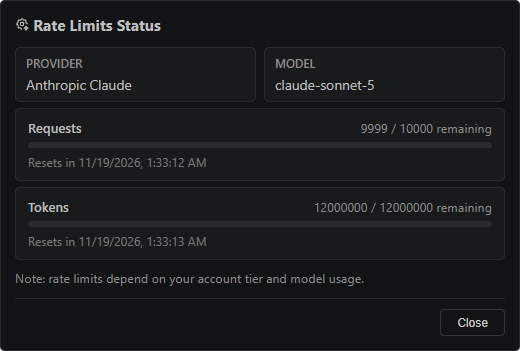 Rate Limits Status
PROVIDER
Anthropic Claude
MODEL
claude-sonnet-5
Requests
9999 / 10000 remaining
Resets in 11/19/2026, 1:33:12 AM
Tokens
12000000 / 12000000 remaining
Resets in 11/19/2026, 1:33:13 AM
Note: rate limits depend on your account tier and model usage.
Close